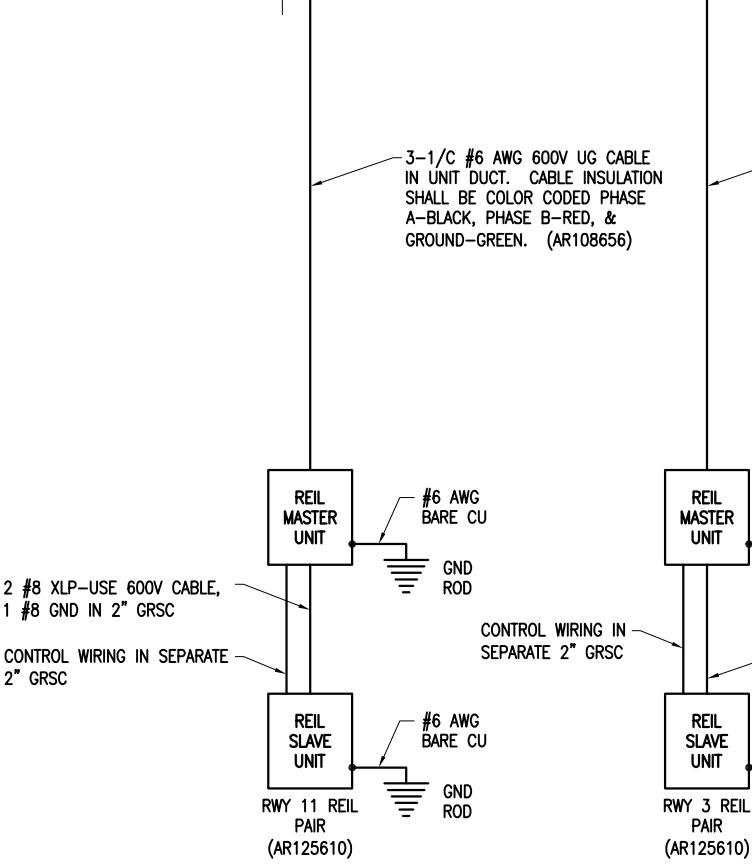 3-1/C #6 AWG 600V UG CABLE
IN UNIT DUCT. CABLE INSULATION
SHALL BE COLOR CODED PHASE
A-BLACK, PHASE B-RED, &
GROUND-GREEN. (AR108656)
REIL
MASTER
UNIT
#6 AWG
BARE CU
GND
ROD
2 #8 XLP-USE 600V CABLE,
1 #8 GND IN 2" GRSC
CONTROL WIRING IN SEPARATE
2" GRSC
REIL
SLAVE
UNIT
#6 AWG
BARE CU
GND
ROD
RWY 11 REIL
PAIR
(AR125610)
REIL
MASTER
UNIT
CONTROL WIRING IN
SEPARATE 2" GRSC
REIL
SLAVE
UNIT
RWY 3 REIL
PAIR
(AR125610)